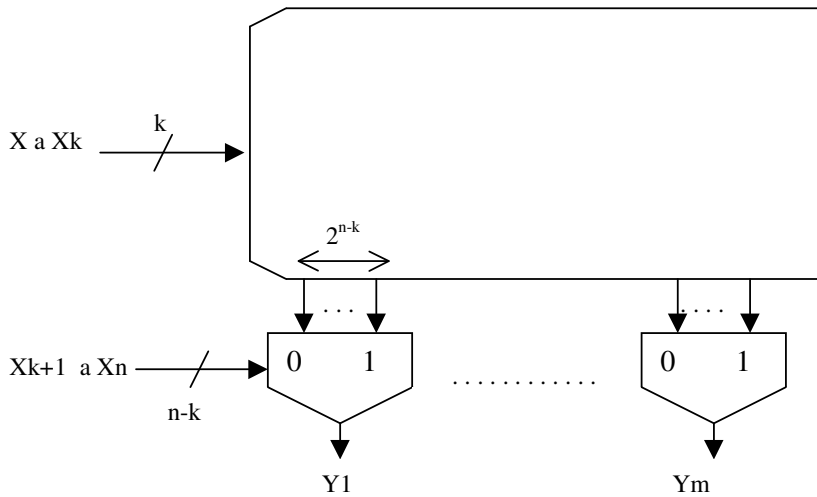 k
X a Xk
2^{n-k}
. . .
. . . .
0 1
0 1
Xk+1 a Xn
. . . . . . . . . . . .
n-k
Y1
Ym